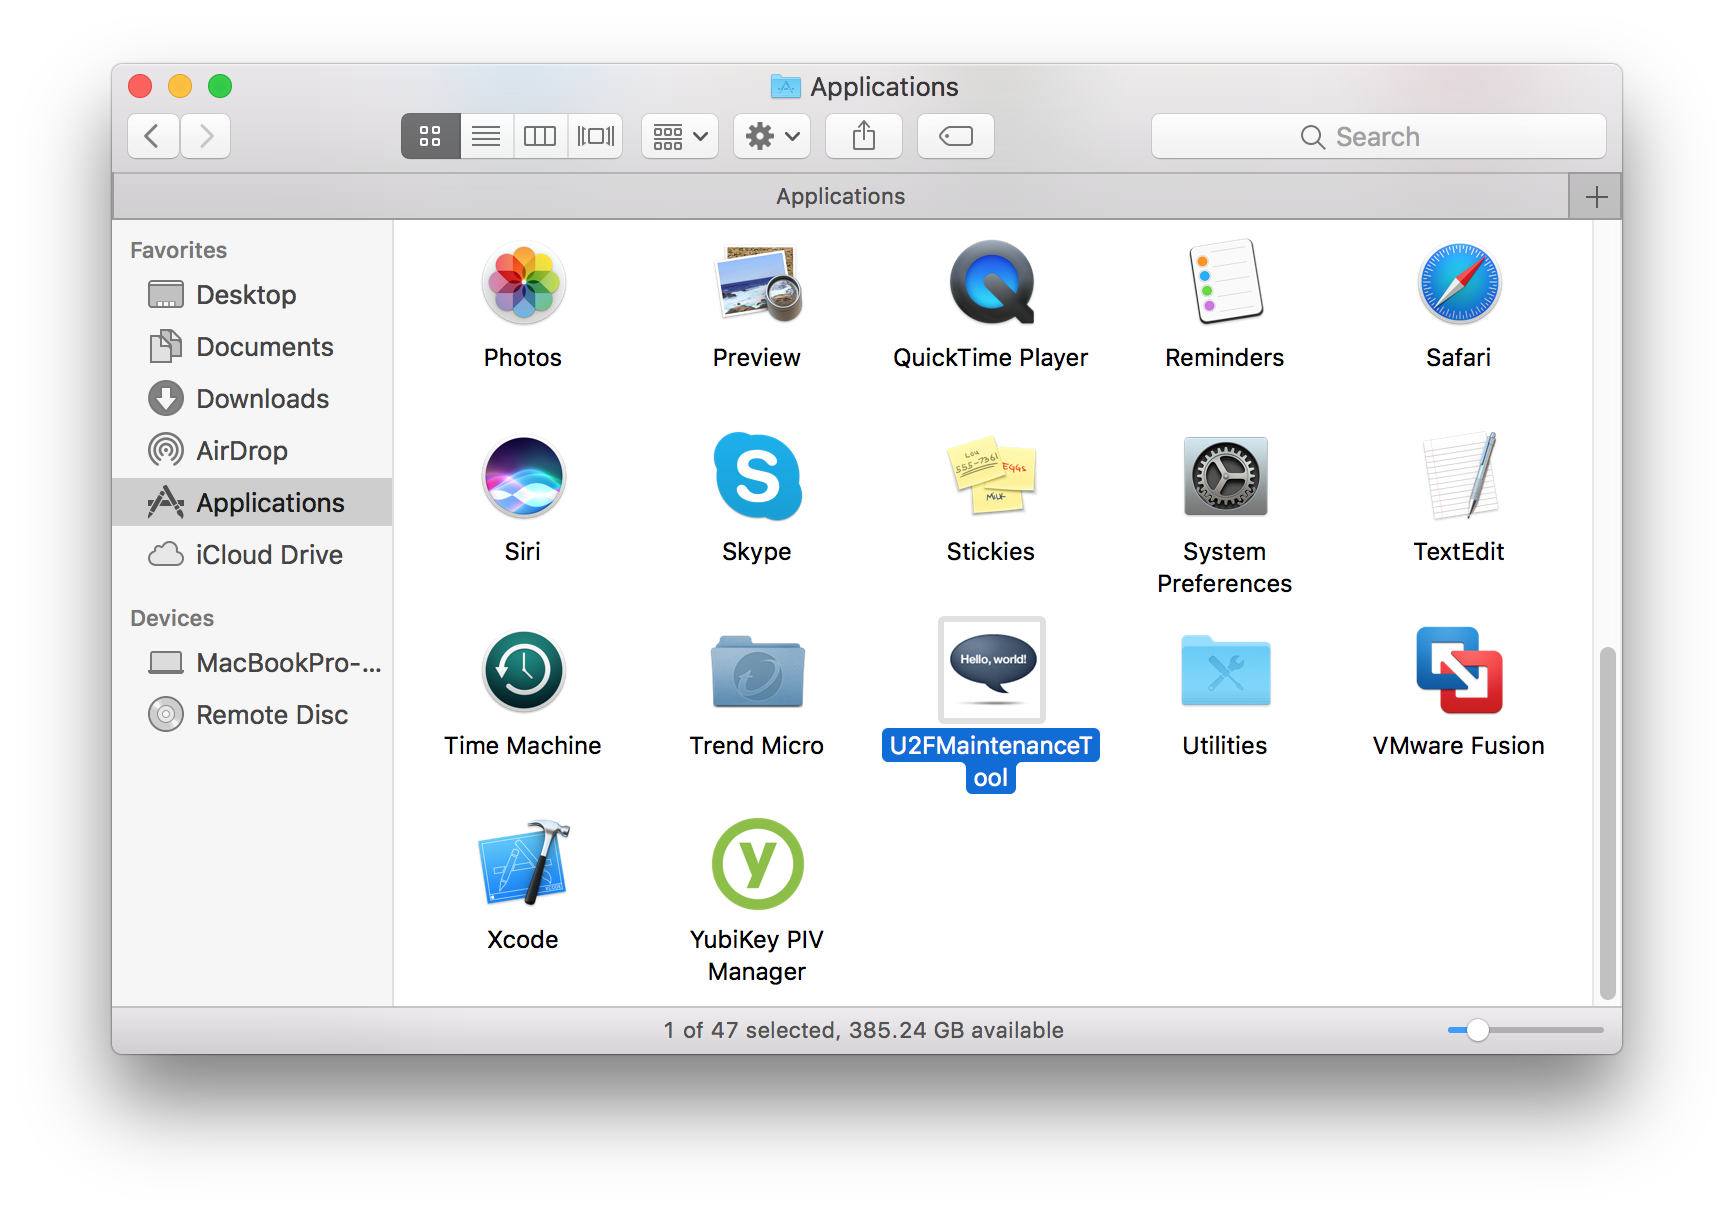 Applications
Search
Applications
Favorites
Desktop
Documents
Downloads
AirDrop
Applications
iCloud Drive
Devices
MacBookPro-...
Remote Disc
Photos
Preview
QuickTime Player
Reminders
Safari
Lou
555-7361
EGGS
MILK
Siri
Skype
Stickies
System
Preferences
TextEdit
Hello, world!
Time Machine
Trend Micro
U2FMaintenanceT
ool
Utilities
VMware Fusion
Xcode
YubiKey PIV
Manager
1 of 47 selected, 385.24 GB available